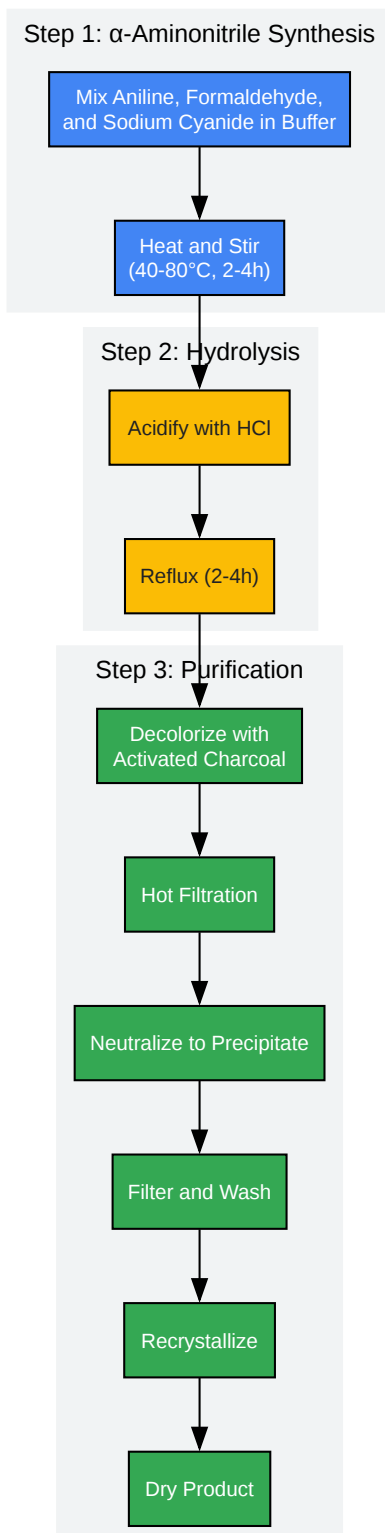 Step 1: α-Aminonitrile Synthesis
Mix Aniline, Formaldehyde,
and Sodium Cyanide in Buffer
Heat and Stir
(40-80°C, 2-4h)
Step 2: Hydrolysis
Acidify with HCl
Reflux (2-4h)
Step 3: Purification
Decolorize with
Activated Charcoal
Hot Filtration
Neutralize to Precipitate
Filter and Wash
Recrystallize
Dry Product